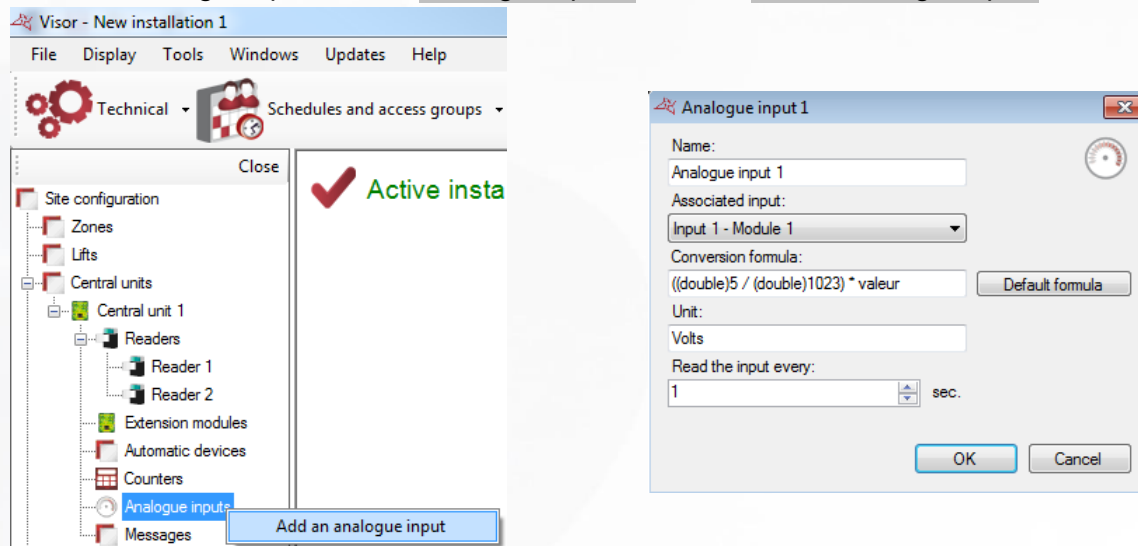 Visor - New installation 1
File Display Tools Windows Updates Help
Technical
Schedules and access groups
Close
Site configuration
Zones
Lifts
Central units
Central unit 1
Readers
Reader 1
Reader 2
Extension modules
Automatic devices
Counters
Analogue inputs
Messages
Add an analogue input
Active insta
Analogue input 1
Name:
Analogue input 1
Associated input:
Input 1 - Module 1
Conversion formula:
((double)5 / (double)1023) * valeur
Default formula
Unit:
Volts
Read the input every:
1 sec.
OK Cancel